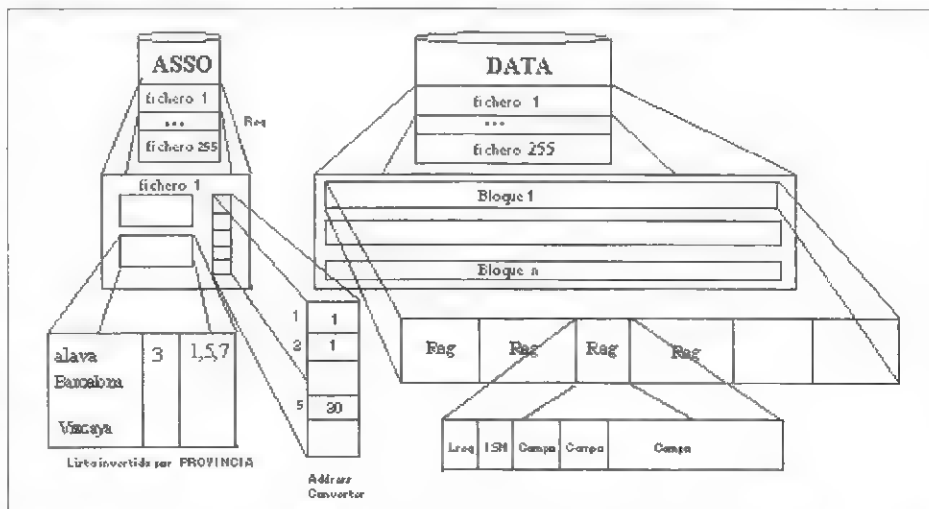 ASSO
fichero 1
...
fichero 255
Reg
DATA
fichero 1
...
fichero 255
fichero 1
Bloque 1
Bloque n
1 1
2 1
5 20
Address
Convertor
alava 3 1,5,7
Barcelona
Vizcaya
Lista invertida por PROVINCIA
Reg Reg Reg Reg
Lreg ISN Campo Campo Campo